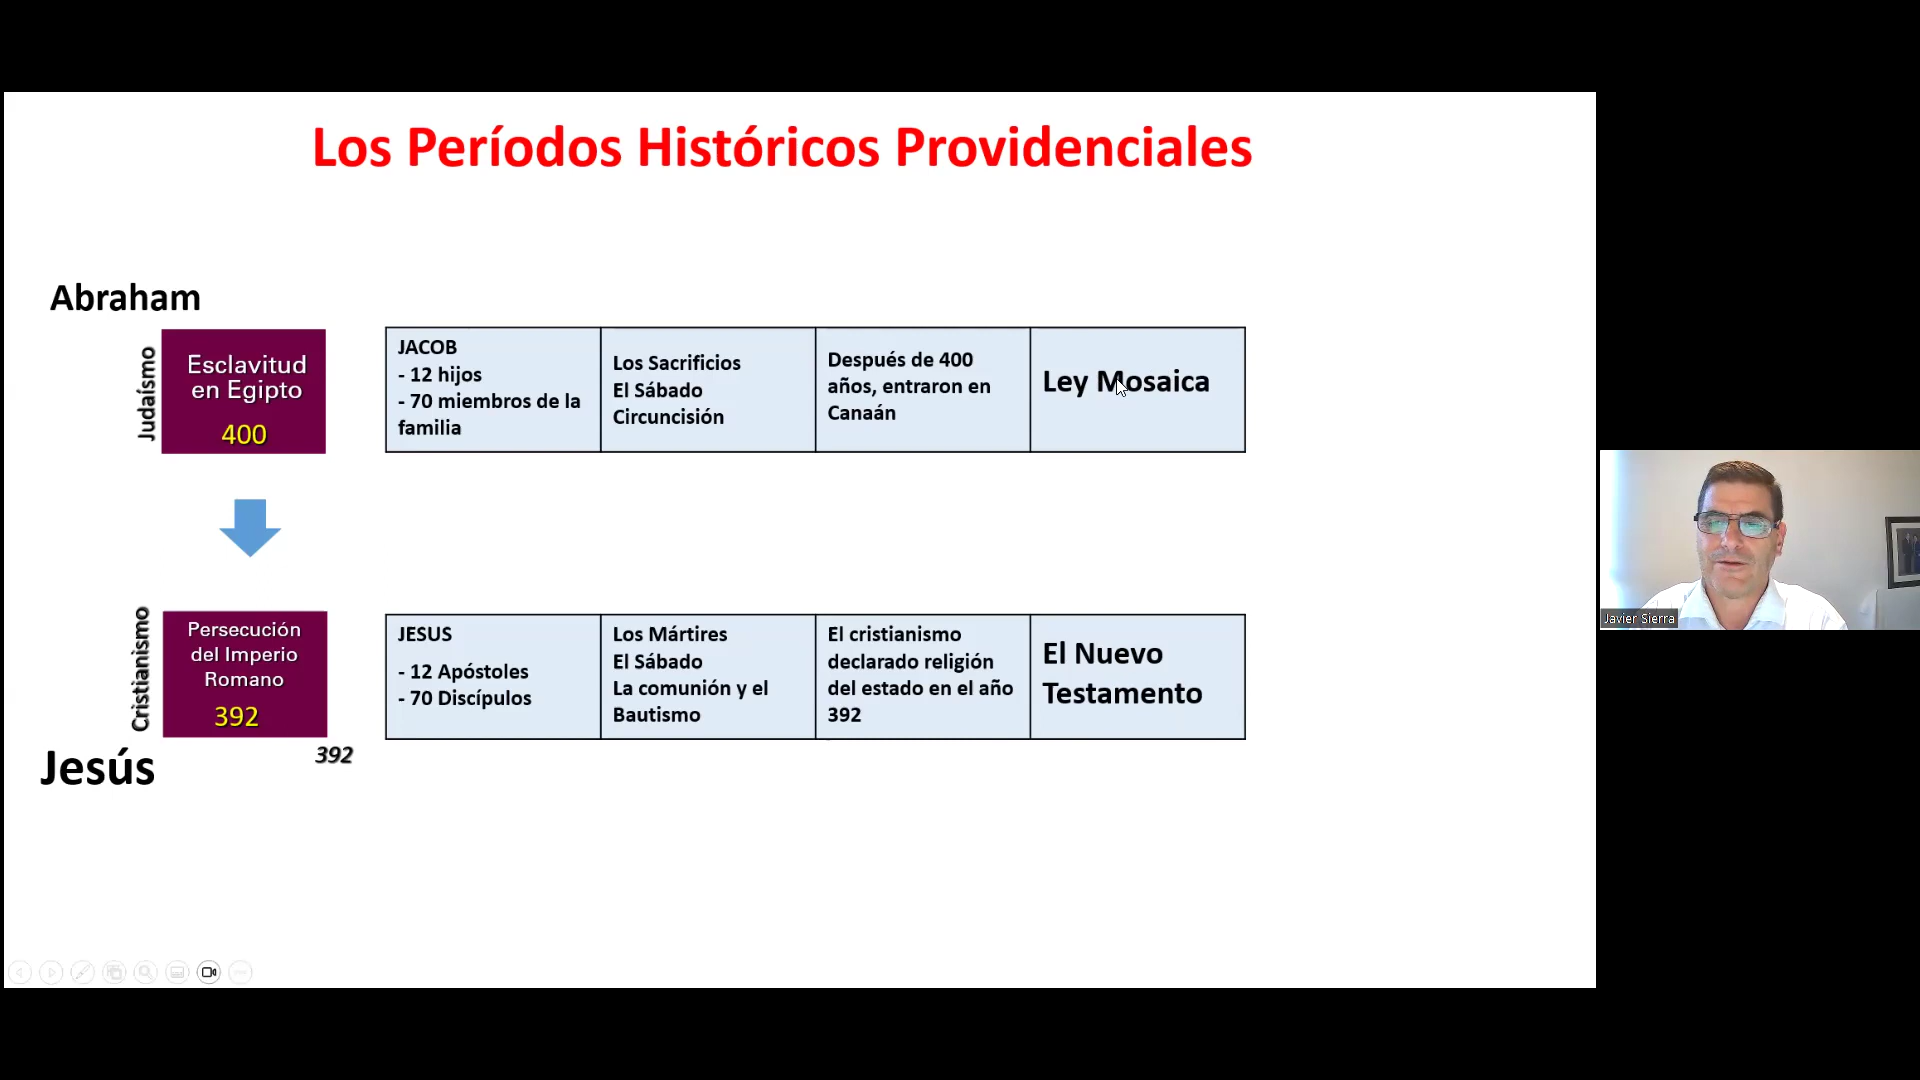 Los Períodos Históricos Providenciales
Abraham
Judaísmo
Esclavitud
en Egipto
400
JACOB
- 12 hijos
- 70 miembros de la
familia
Los Sacrificios
El Sábado
Circuncisión
Después de 400
años, entraron en
Canaán
Ley Mosaica
Cristianismo
Persecución
del Imperio
Romano
392
392
Jesús
JESUS
- 12 Apóstoles
- 70 Discípulos
Los Mártires
El Sábado
La comunión y el
Bautismo
El cristianismo
declarado religión
del estado en el año
392
El Nuevo
Testamento
Javier Sierra